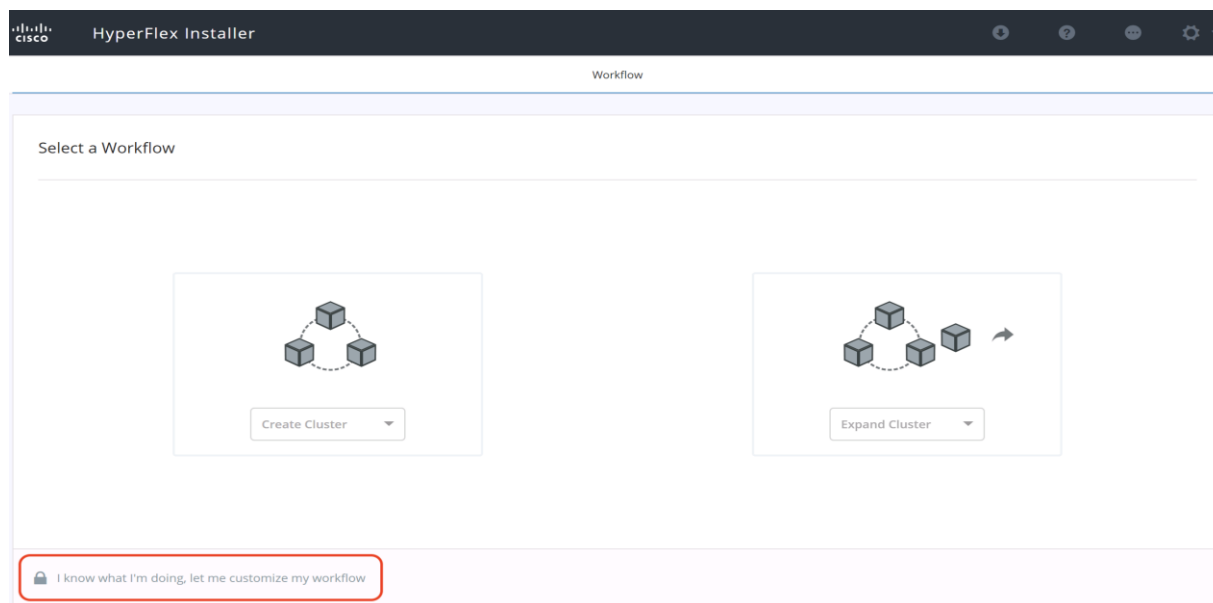 CISCO
HyperFlex Installer
Workflow
Select a Workflow
Create Cluster
Expand Cluster
I know what I'm doing, let me customize my workflow